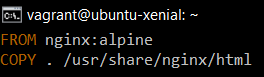 C:\. vagrant@ubuntu-xenial: ~
FROM nginx:alpine
COPY . /usr/share/nginx/html